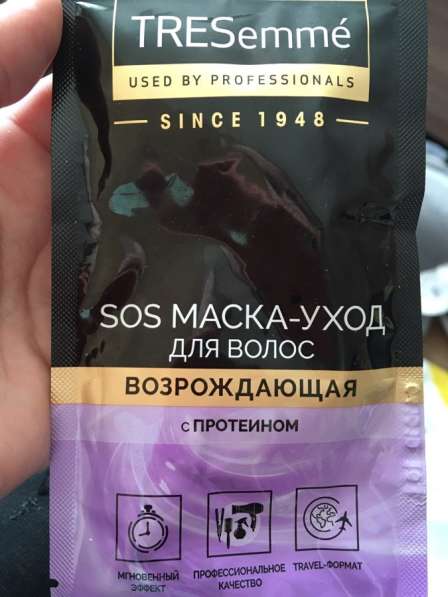 TRESemmé
USED BY PROFESSIONALS
SINCE 1948
SOS МАСКА-УХОД
ДЛЯ ВОЛОС
ВОЗРОЖДАЮЩАЯ
с ПРОТЕИНОМ
МГНОВЕННЫЙ
ЭФФЕКТ
ПРОФЕССИОНАЛЬНОЕ
КАЧЕСТВО
TRAVEL-ФОРМАТ